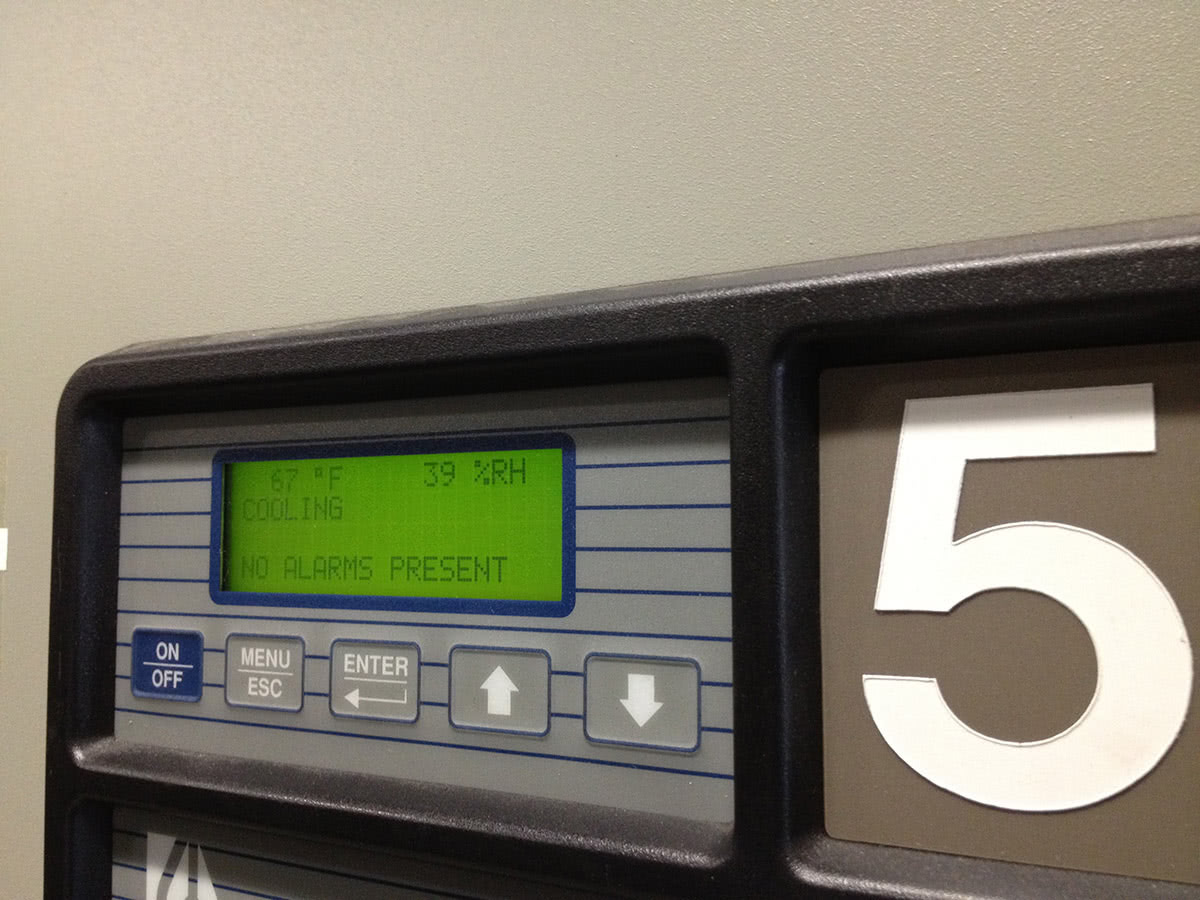 67 °F 39 %RH
COOLING
NO ALARMS PRESENT
ON
OFF
MENU
ESC
ENTER
5